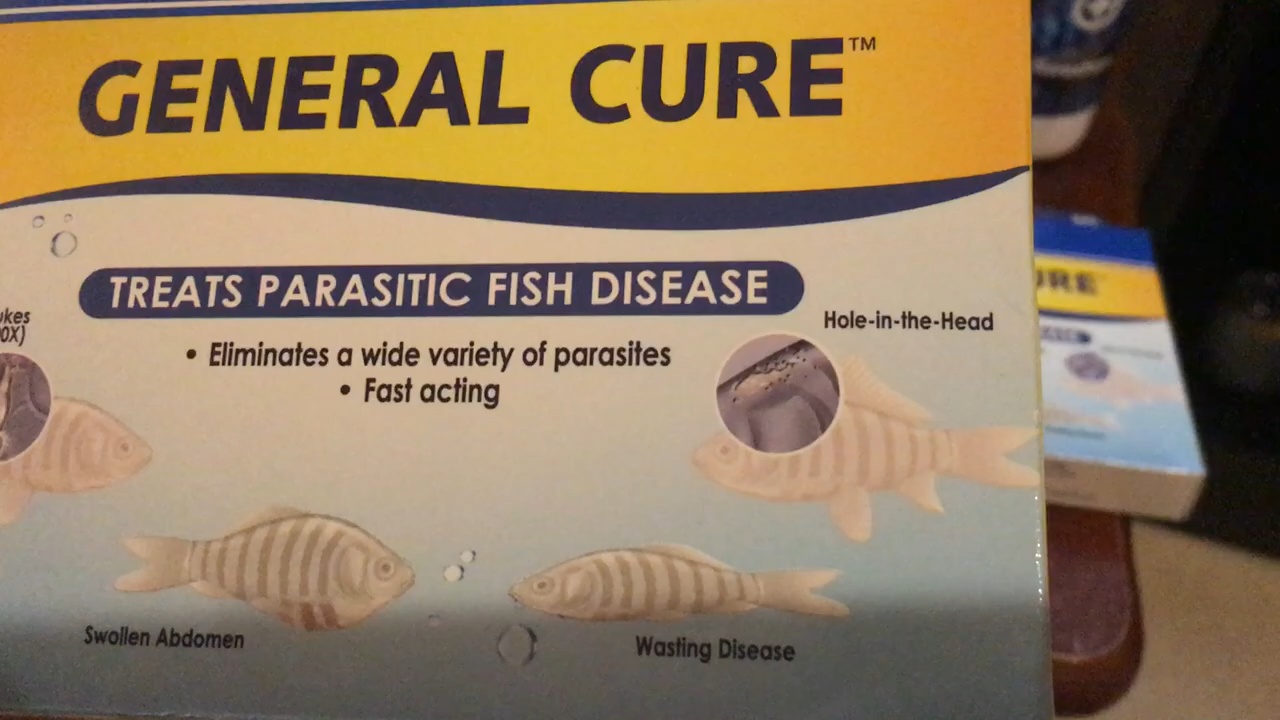 GENERAL CURE™
TREATS PARASITIC FISH DISEASE
• Eliminates a wide variety of parasites
• Fast acting
Hole-in-the-Head
Swollen Abdomen
Wasting Disease
URE